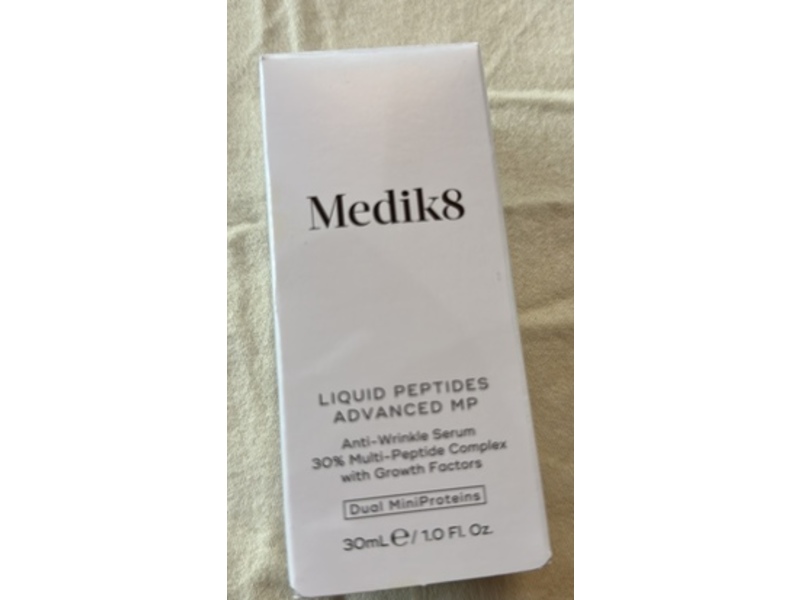 Medik8
LIQUID PEPTIDES
ADVANCED MP
Anti-Wrinkle Serum
30% Multi-Peptide Complex
with Growth Factors
Dual MiniProteins
30mL ℮ / 1.0 Fl. Oz.